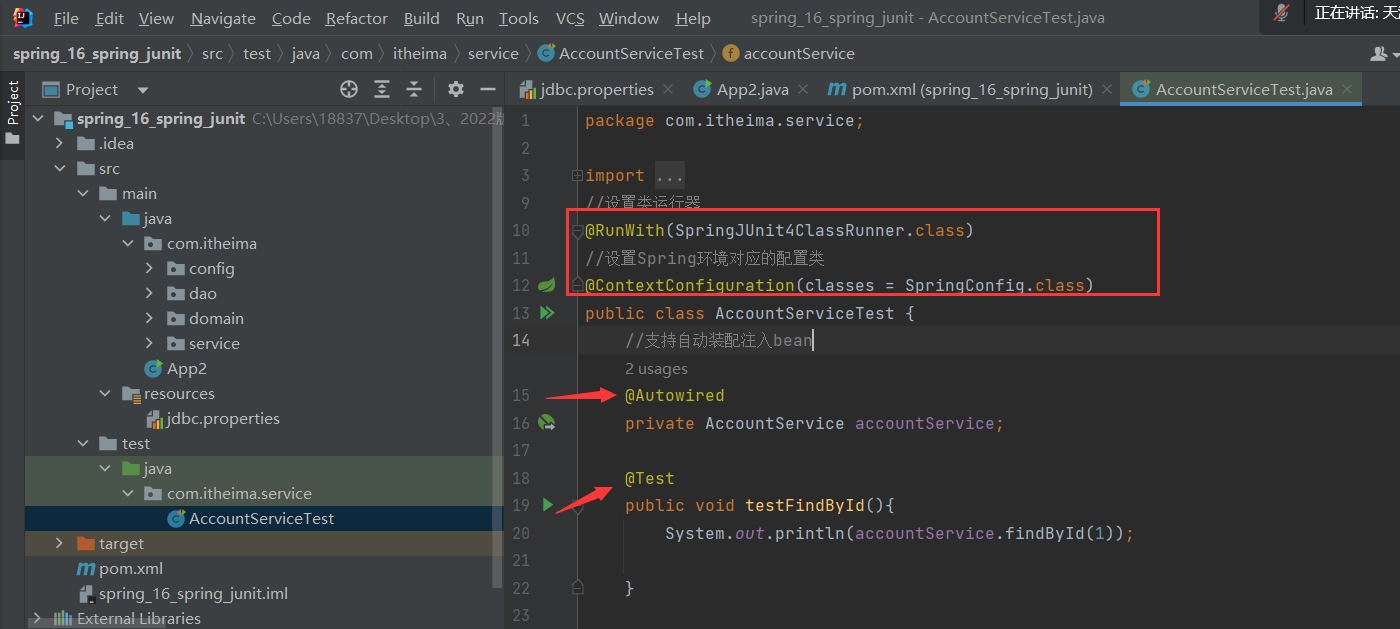 File Edit View Navigate Code Refactor Build Run Tools VCS Window Help spring_16_spring_junit - AccountServiceTest.java
正在讲话: 天
spring_16_spring_junit src test java com itheima service AccountServiceTest accountService
Project
Project
jdbc.properties App2.java pom.xml (spring_16_spring_junit) AccountServiceTest.java
spring_16_spring_junit C:\Users\18837\Desktop\3、2022
.idea
src
main
java
com.itheima
config
dao
domain
service
App2
resources
jdbc.properties
test
java
com.itheima.service
AccountServiceTest
target
pom.xml
spring_16_spring_junit.iml
External Libraries
1 package com.itheima.service;
2
3 import ...
9 //设置类运行器
10 @RunWith(SpringJUnit4ClassRunner.class)
11 //设置Spring环境对应的配置类
12 @ContextConfiguration(classes = SpringConfig.class)
13 public class AccountServiceTest {
14 //支持自动装配注入bean
2 usages
15 @Autowired
16 private AccountService accountService;
17
18 @Test
19 public void testFindById(){
20 System.out.println(accountService.findById(1));
21
22 }
23